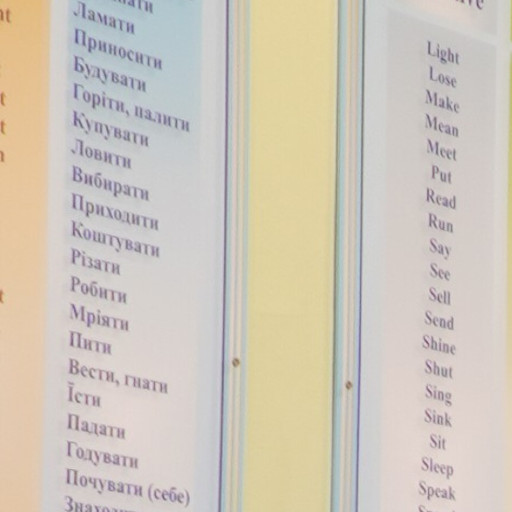 Ламати
Приносити
Будувати
Горіти, палити
Купувати
Ловити
Вибирати
Приходити
Коштувати
Різати
Робити
Мріяти
Пити
Вести, гнати
Їсти
Падати
Годувати
Почувати (себе)
Light
Lose
Make
Mean
Meet
Put
Read
Run
Say
See
Sell
Send
Shine
Shut
Sing
Sink
Sit
Sleep
Speak